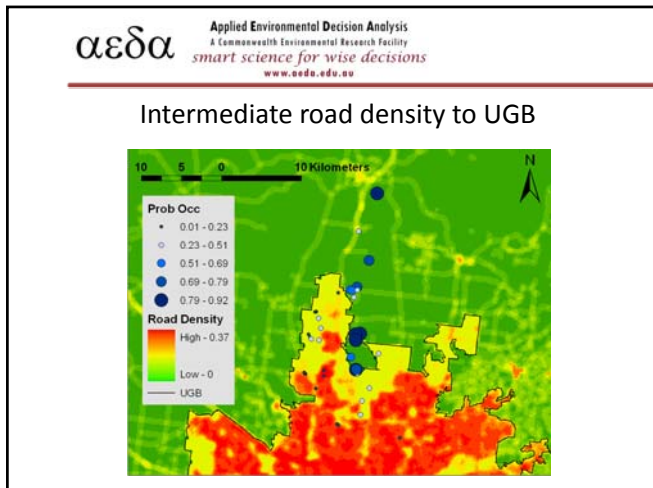 αεδα
Applied Environmental Decision Analysis
A Commonwealth Environmental Research Facility
smart science for wise decisions
www.aeda.edu.au
Intermediate road density to UGB
10 5 0 10 Kilometers
N
Prob Occ
0.01 - 0.23
0.23 - 0.51
0.51 - 0.69
0.69 - 0.79
0.79 - 0.92
Road Density
High - 0.37
Low - 0
UGB